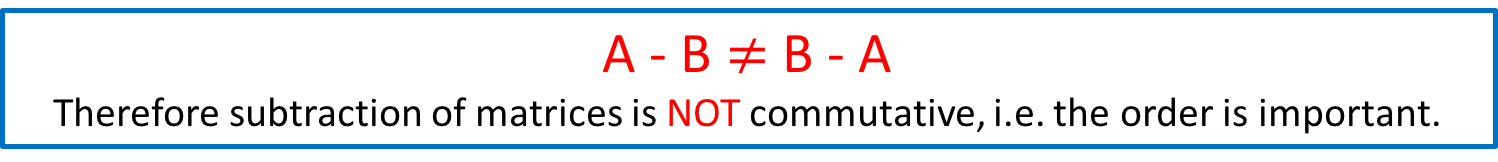 A - B ≠ B - A
Therefore subtraction of matrices is NOT commutative, i.e. the order is important.